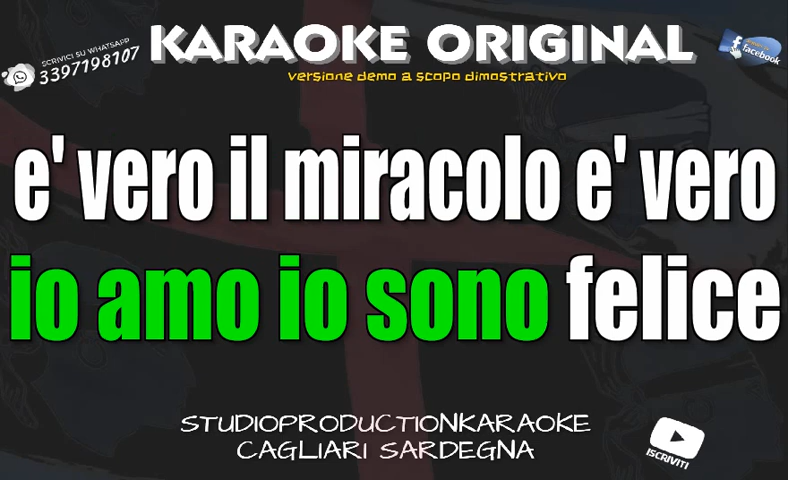 SCRIVICI SU WHATSAPP
3397198107
KARAOKE ORIGINAL
versione demo a scopo dimostrativo
facebook
e' vero il miracolo e' vero
io amo io sono felice
STUDIOPRODUCTIONKARAOKE
CAGLIARI SARDEGNA
ISCRIVITI